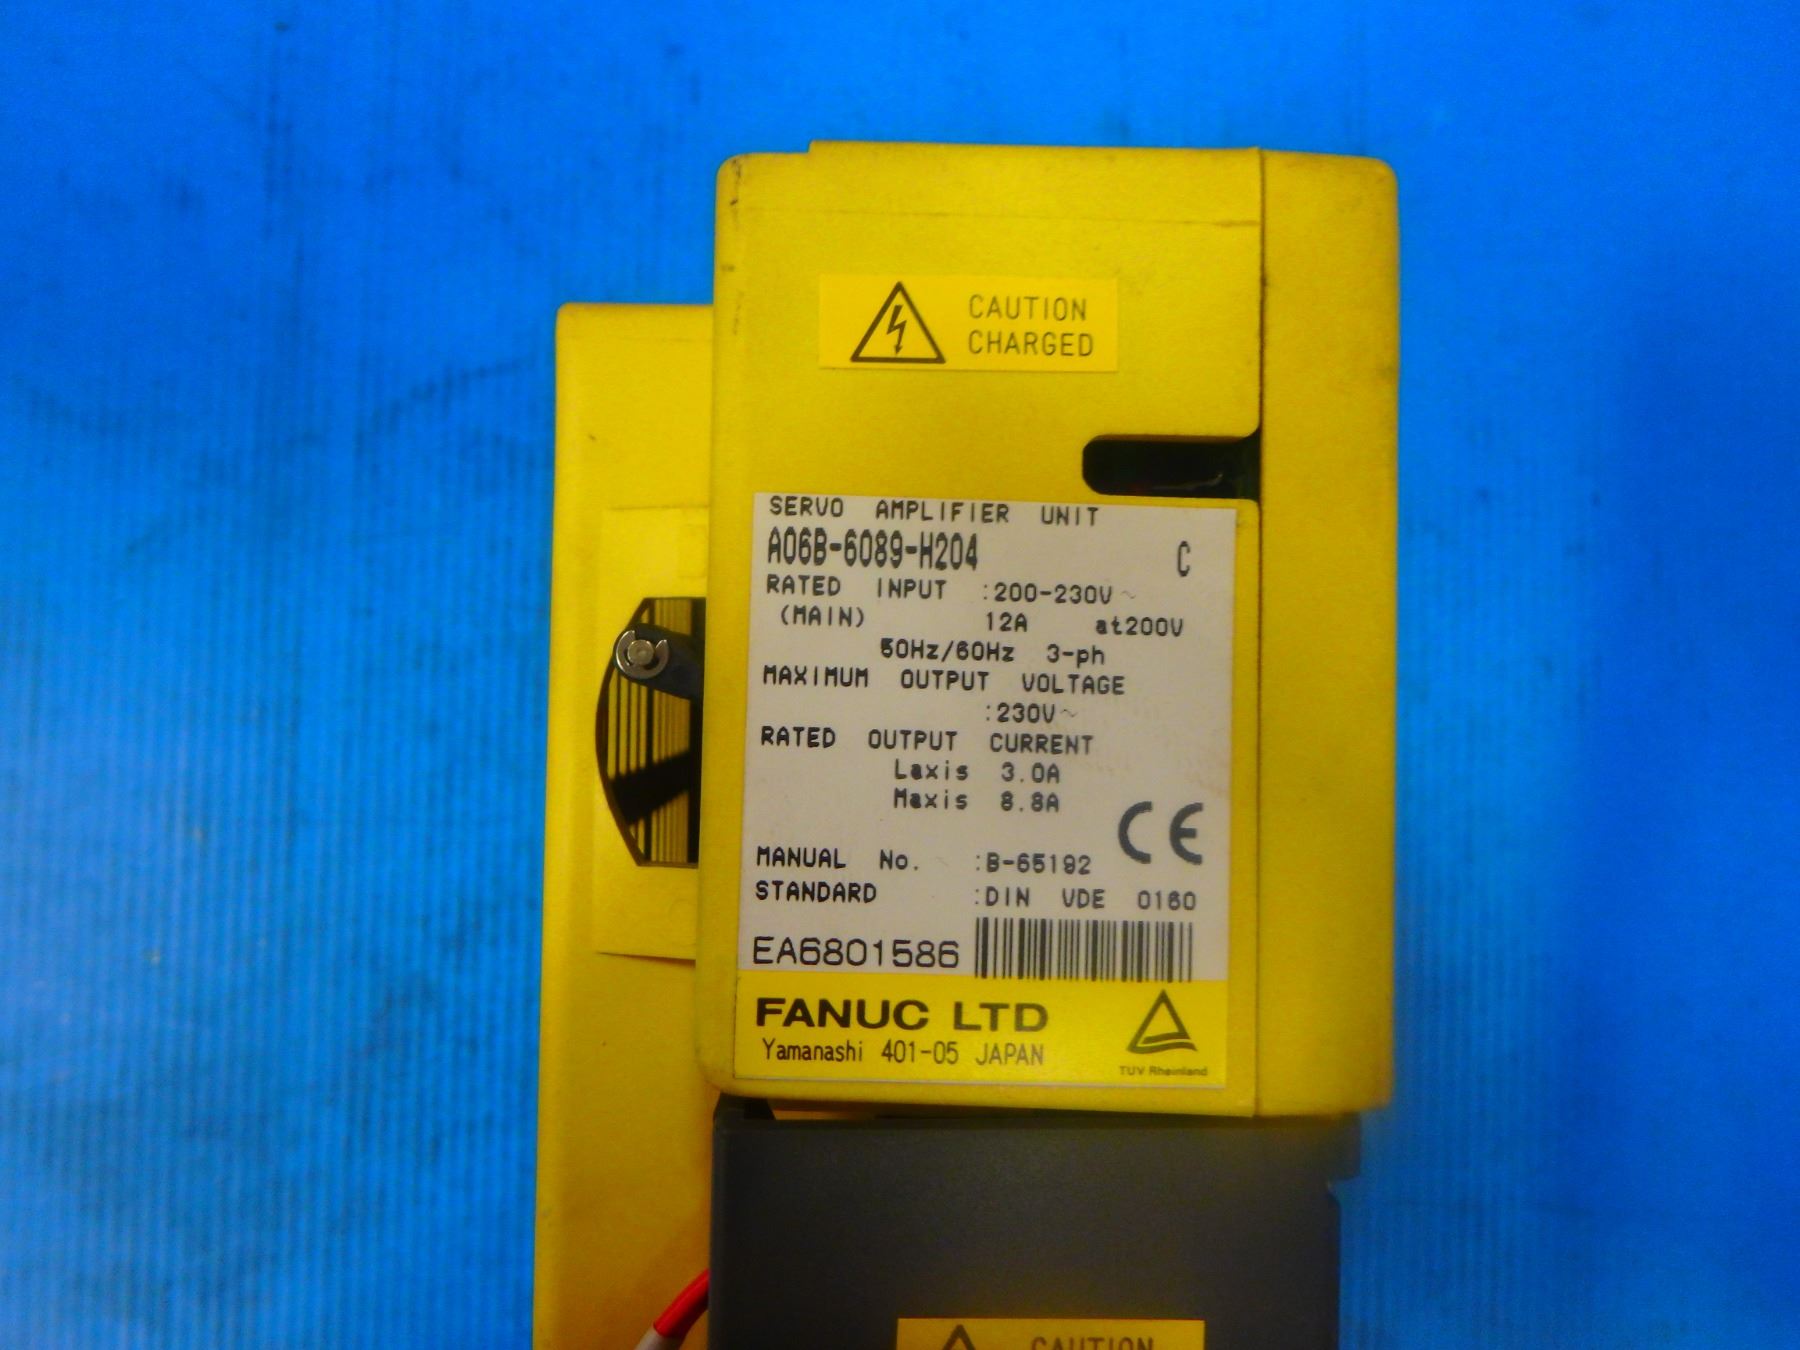 CAUTION
CHARGED
SERVO AMPLIFIER UNIT
A06B-6089-H204 C
RATED INPUT :200-230V~
(MAIN) 12A at200V
50Hz/60Hz 3-ph
MAXIMUM OUTPUT VOLTAGE
:230V~
RATED OUTPUT CURRENT
Laxis 3.0A
Maxis 8.8A
CE
MANUAL No. :B-65192
STANDARD :DIN VDE 0160
EA6801586
FANUC LTD
Yamanashi 401-05 JAPAN
TUV Rheinland
CAUTION